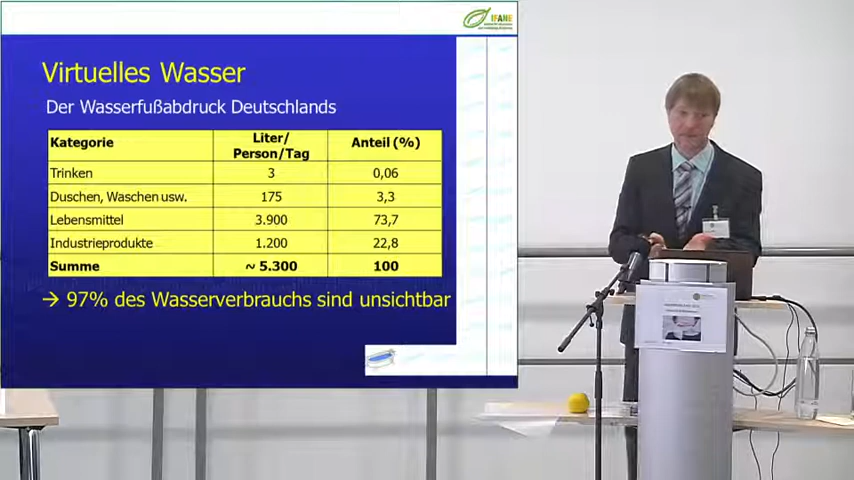 IFANE
Virtuelles Wasser
Der Wasserfußabdruck Deutschlands
Kategorie Liter/ Person/Tag Anteil (%)
Trinken 3 0,06
Duschen, Waschen usw. 175 3,3
Lebensmittel 3.900 73,7
Industrieprodukte 1.200 22,8
Summe ~ 5.300 100
→ 97% des Wasserverbrauchs sind unsichtbar